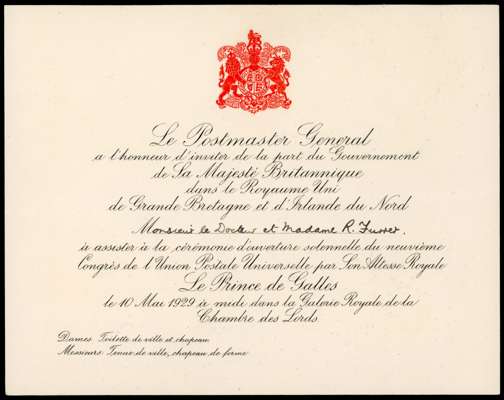 Le Postmaster General
a l'honneur d'inviter de la part du Gouvernement
de Sa Majesté Britannique
dans le Royaume Uni
de Grande Bretagne et d'Irlande du Nord
Monsieur le Docteur et Madame R. Furrer.
à assister à la cérémonie d'ouverture solennelle du neuvième
Congrès de l'Union Postale Universelle par Son Altesse Royale
Le Prince de Galles
le 10 Mai 1929 à midi dans la Galerie Royale de la
Chambre des Lords.
Dames: Toilette de ville et chapeau
Messieurs: Tenue de ville, chapeau de forme